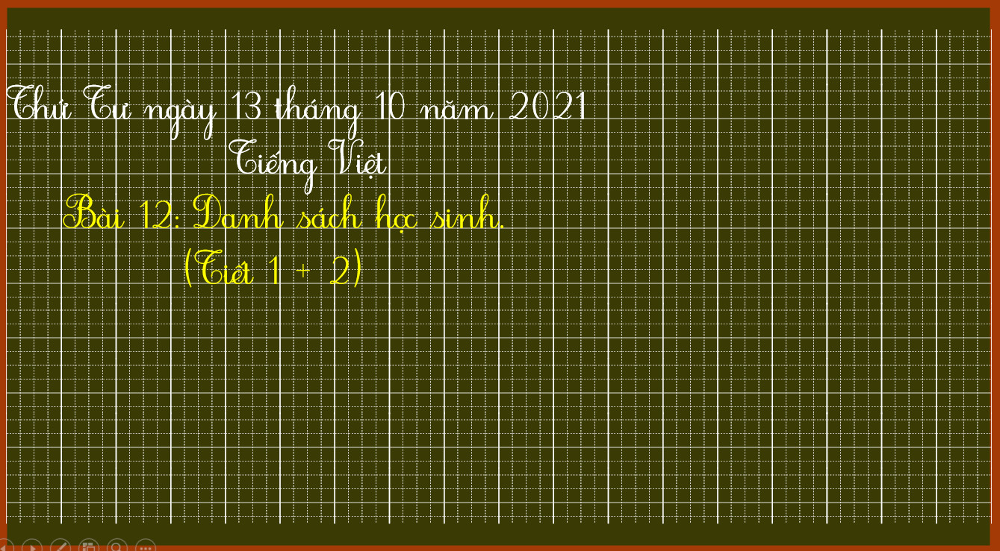 Thứ Tư ngày 13 tháng 10 năm 2021
Tiếng Việt
Bài 12: Danh sách học sinh.
(Tiết 1 + 2)